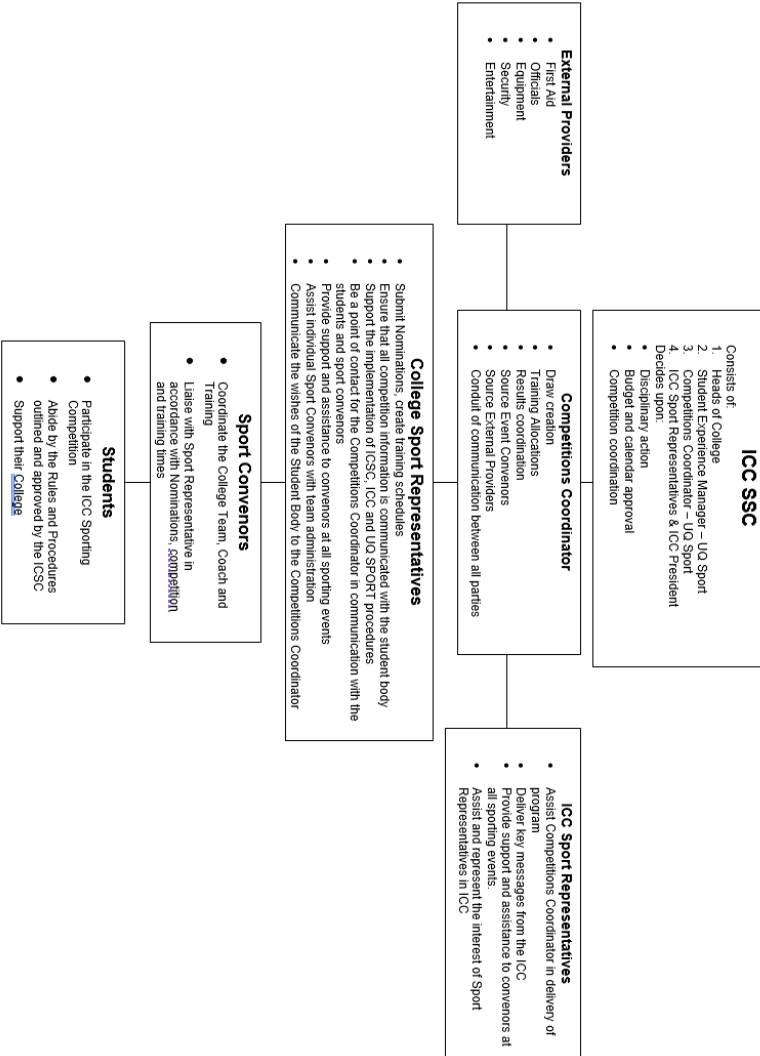 ICC SSC
Consists of:
1. Heads of College
2. Student Experience Manager – UQ Sport
3. Competitions Coordinator – UQ Sport
4. ICC Sport Representatives & ICC President
Decides upon:
• Disciplinary action
• Budget and calendar approval
• Competition coordination
External Providers
• First Aid
• Officials
• Equipment
• Security
• Entertainment
Competitions Coordinator
• Draw creation
• Training Allocations
• Results coordination
• Source Event Convenors
• Source External Providers
• Conduit of communication between all parties
ICC Sport Representatives
• Assist Competitions Coordinator in delivery of
program
• Deliver key messages from the ICC
• Provide support and assistance to convenors at
all sporting events.
• Assist and represent the interest of Sport
Representatives in ICC
College Sport Representatives
• Submit Nominations, create training schedules
• Ensure that all competition information is communicated with the student body
• Support the implementation of ICSC, ICC and UQ SPORT procedures
• Be a point of contact for the Competitions Coordinator in communication with the
students and sport convenors
• Provide support and assistance to convenors at all sporting events
• Assist individual Sport Convenors with team administration
• Communicate the wishes of the Student Body to the Competitions Coordinator
Sport Convenors
• Coordinate the College Team, Coach and
Training
• Liaise with Sport Representative in
accordance with Nominations, competition
and training times
Students
• Participate in the ICC Sporting
Competition
• Abide by the Rules and Procedures
outlined and approved by the ICSC
• Support their College